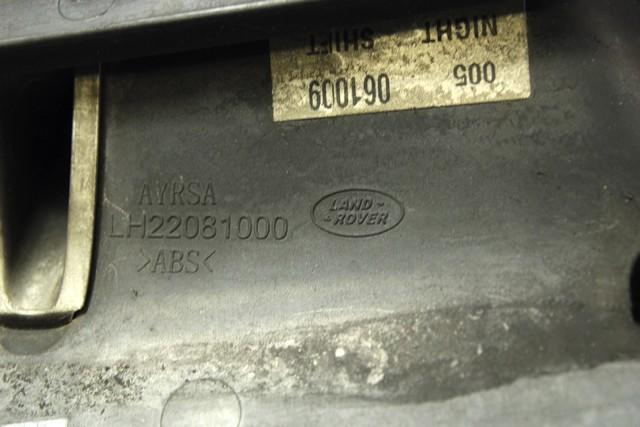 NIGHT SHIFT
005 061009
AYRSA
LH22081000
>ABS<
LAND-
-ROVER